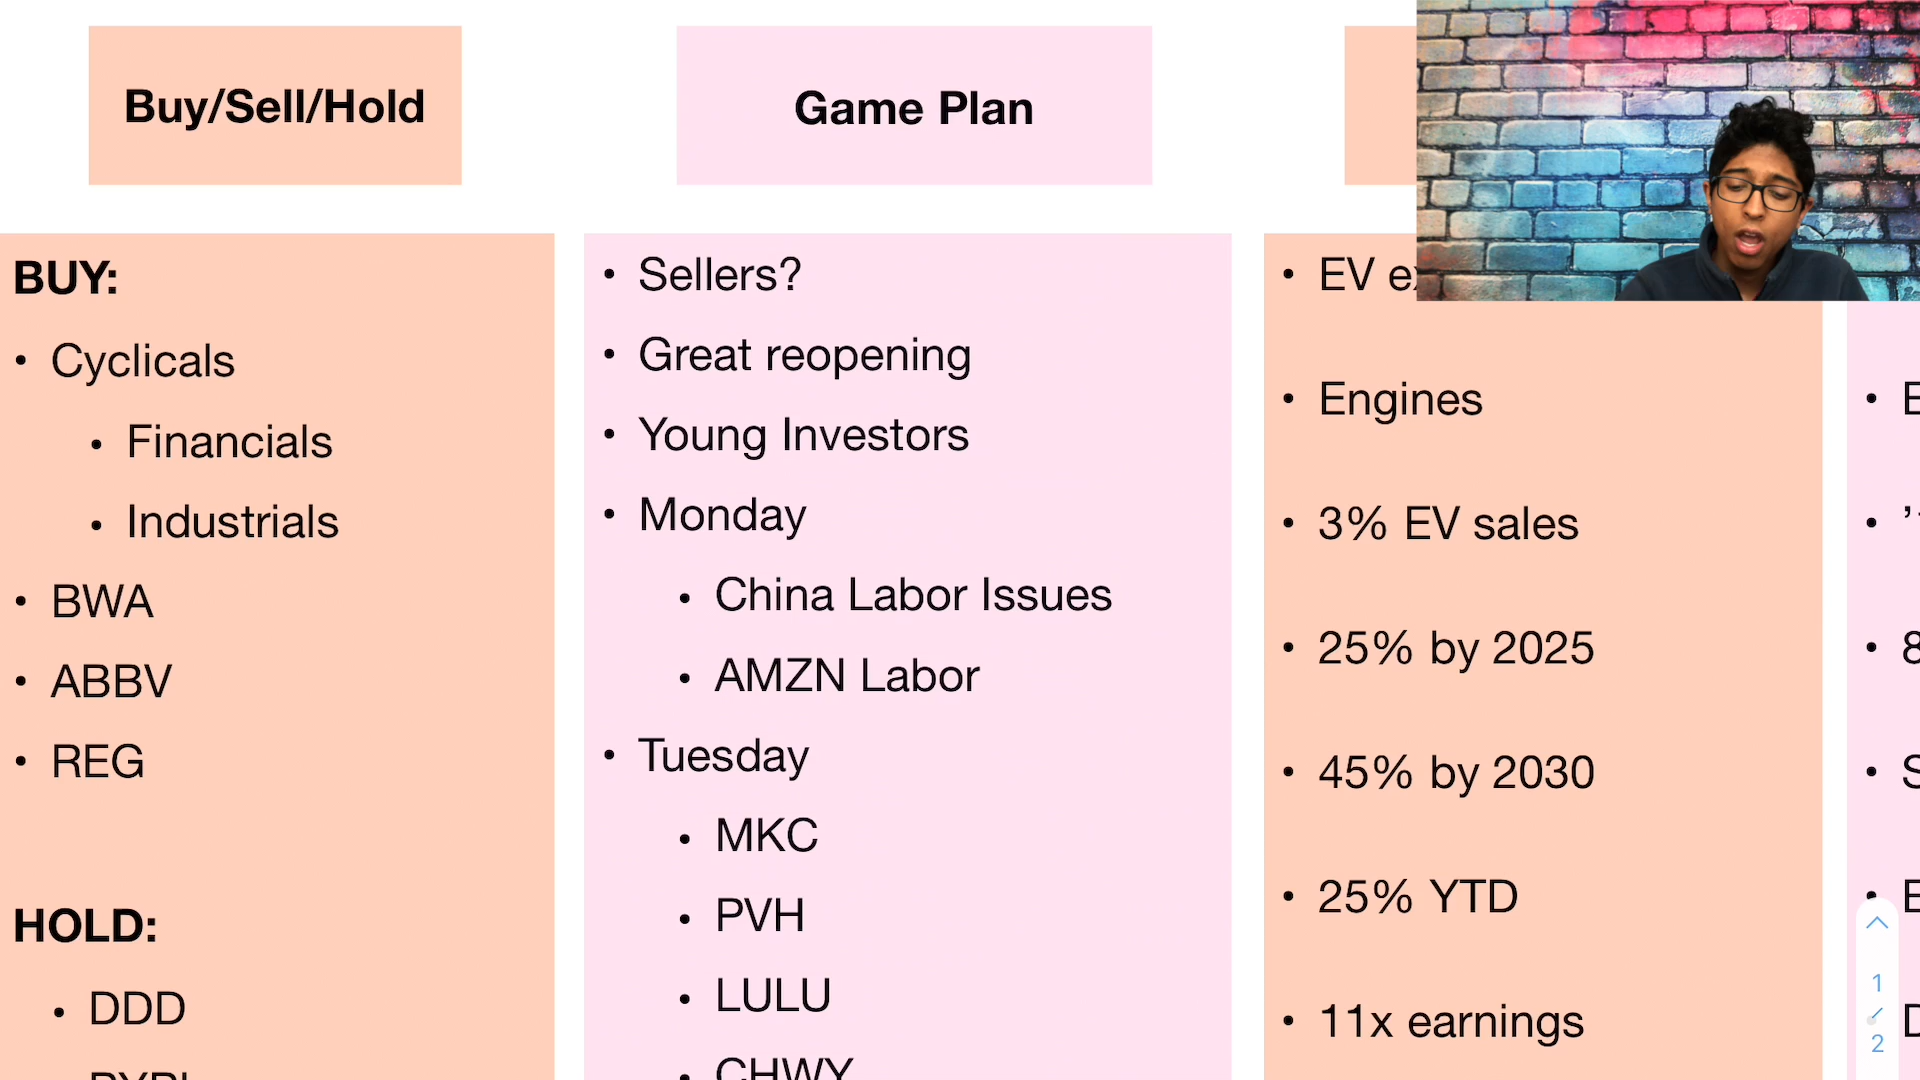 Buy/Sell/Hold
BUY:
• Cyclicals
• Financials
• Industrials
• BWA
• ABBV
• REG
HOLD:
• DDD
Game Plan
• Sellers?
• Great reopening
• Young Investors
• Monday
• China Labor Issues
• AMZN Labor
• Tuesday
• MKC
• PVH
• LULU
• CHWY
• EV
• Engines
• 3% EV sales
• 25% by 2025
• 45% by 2030
• 25% YTD
• 11x earnings
1
/
2